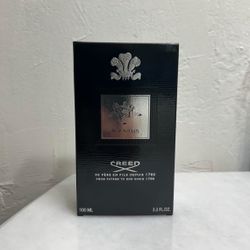 CREED
DE PÈRE EN FILS DEPUIS 1760
FROM FATHER TO SON SINCE 1760
100 ML 3.3 FL.OZ.